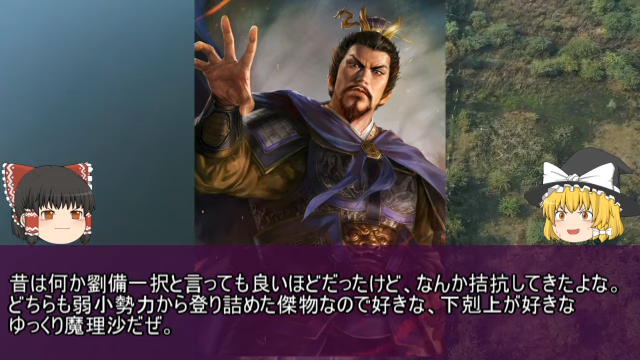 昔は何か劉備一択と言っても良いほどだったけど、なんか拮抗してきたよな。
どちらも弱小勢力から登り詰めた傑物なので好きな、下剋上が好きな
ゆっくり魔理沙だぜ。